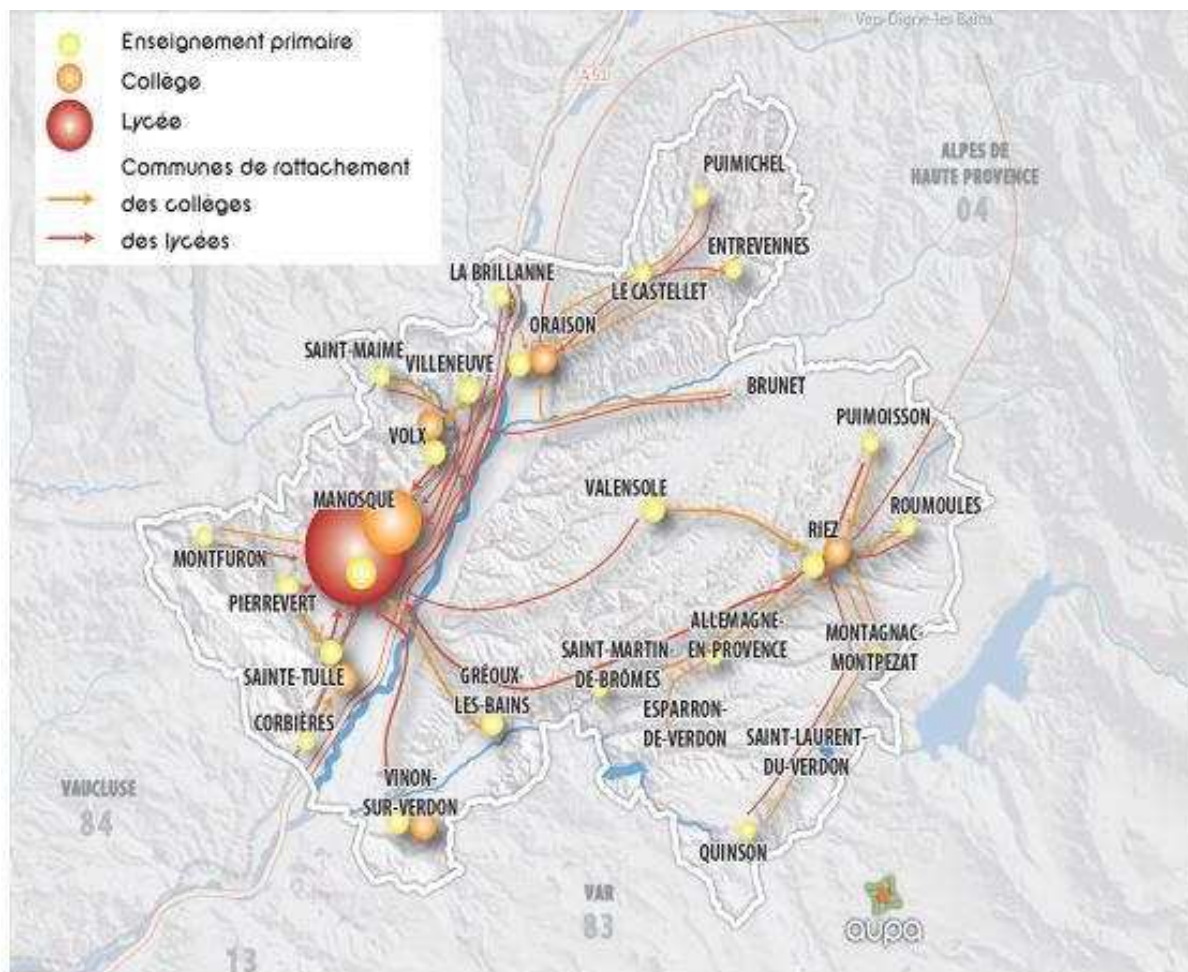 Enseignement primaire
Collège
Lycée
Communes de rattachement
des collèges
des lycées
Vers Digne-les-Bains
A51
ALPES DE
HAUTE PROVENCE
04
PUIMICHEL
ENTREVENNES
LE CASTELLET
LA BRILLANNE
ORAISON
SAINT-MAIME
VILLENEUVE
BRUNET
PUIMOISSON
VOLX
VALENSOLE
MANOSQUE
ROUMOULES
RIEZ
MONTFURON
PIERREVERT
ALLEMAGNE-
EN-PROVENCE
MONTAGNAC-
MONTPEZAT
SAINT-MARTIN-
DE-BRÔMES
SAINTE-TULLE
GRÉOUX-
LES-BAINS
CORBIÈRES
ESPARRON-
DE-VERDON
SAINT-LAURENT-
DU-VERDON
VAUCLUSE
84
VINON-
SUR-VERDON
QUINSON
VAR
83
aupa
13